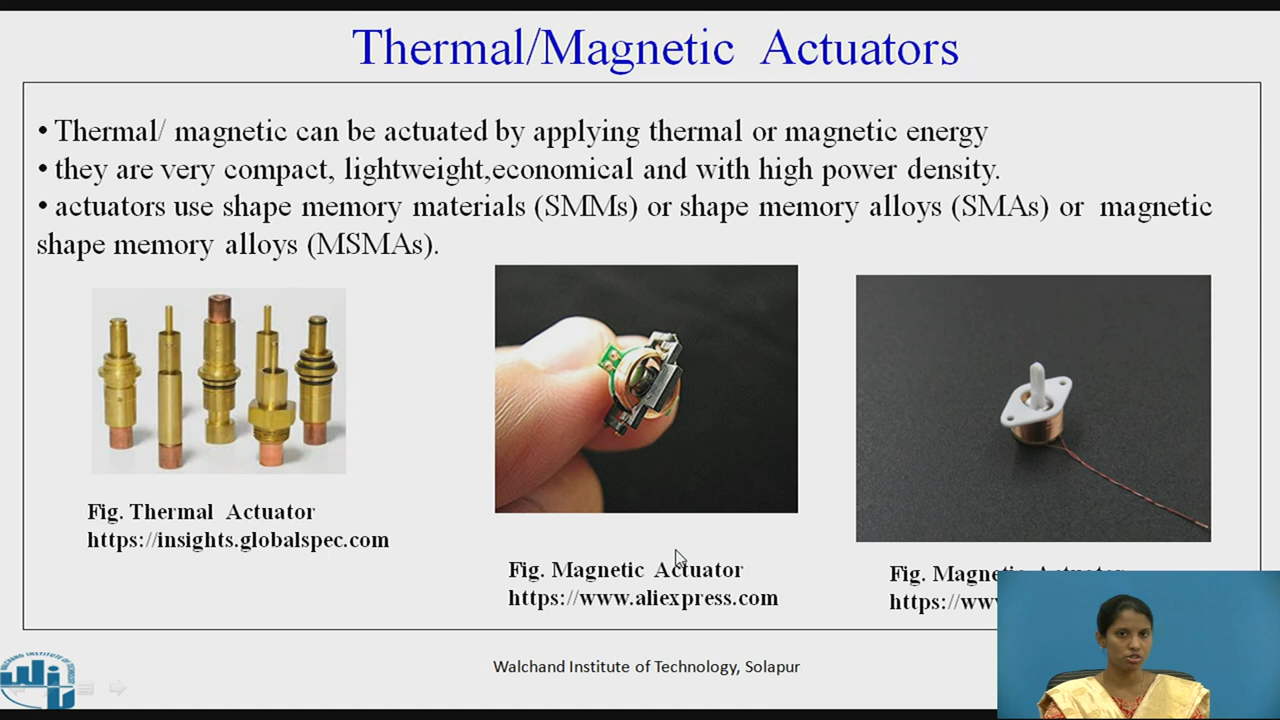 Thermal/Magnetic Actuators
• Thermal/ magnetic can be actuated by applying thermal or magnetic energy
• they are very compact, lightweight,economical and with high power density.
• actuators use shape memory materials (SMMs) or shape memory alloys (SMAs) or magnetic
shape memory alloys (MSMAs).
Fig. Thermal Actuator
https://insights.globalspec.com
Fig. Magnetic Actuator
https://www.aliexpress.com
Fig. Magnetic Actuator
Walchand Institute of Technology, Solapur